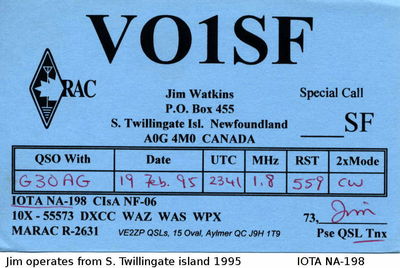 VO1SF
RAC
Jim Watkins
P.O. Box 455
S. Twillingate Isl. Newfoundland
A0G 4M0 CANADA
Special Call
____SF
QSO With Date UTC MHz RST 2xMode
G3OAG 19 Feb. 95 2341 1.8 559 CW
IOTA NA-198 CIsA NF-06
10X - 55573 DXCC WAZ WAS WPX
MARAC R-2631
VE2ZP QSLs, 15 Oval, Aylmer QC J9H 1T9
73, Jim
Pse QSL Tnx
Jim operates from S. Twillingate island 1995 IOTA NA-198